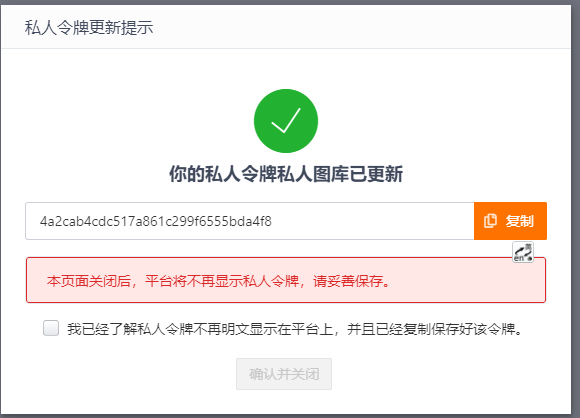 私人令牌更新提示
你的私人令牌私人图库已更新
4a2cab4cdc517a861c299f6555bda4f8
复制
英
en
本页面关闭后，平台将不再显示私人令牌，请妥善保存。
我已经了解私人令牌不再明文显示在平台上，并且已经复制保存好该令牌。
确认并关闭